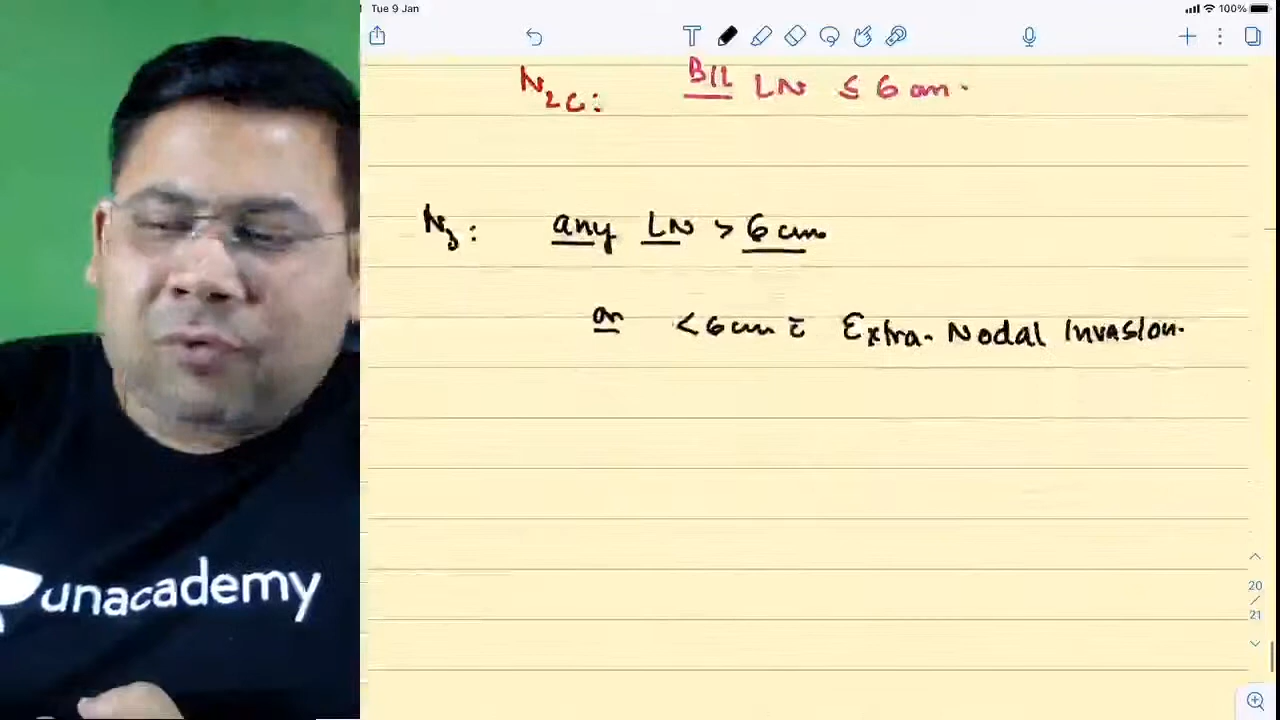 Tue 9 Jan
100%
N2c: B/L LN ≤ 6 cm.
N3: any LN > 6 cm
or <6cm c̄ Extra-Nodal Invasion.
unacademy
20
21